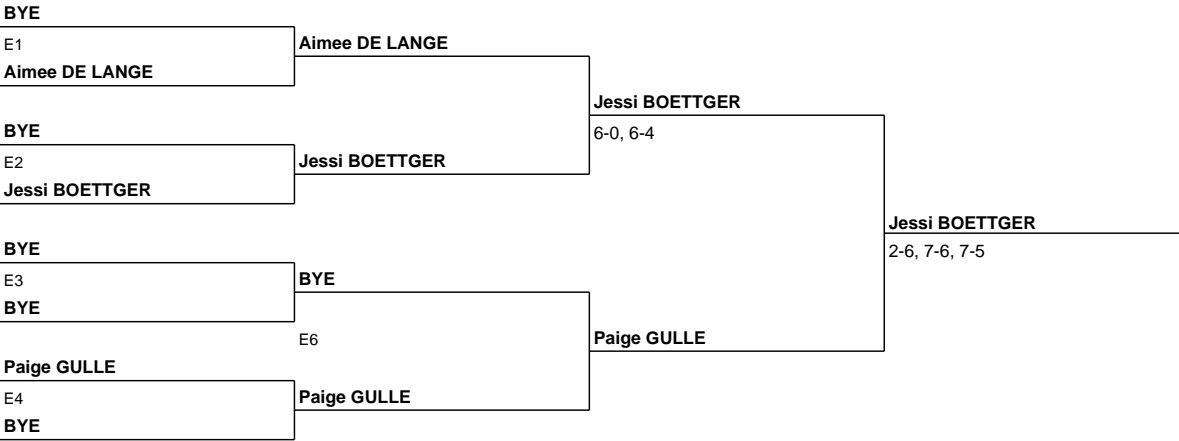 BYE
E1
Aimee DE LANGE
Aimee DE LANGE
Jessi BOETTGER
6-0, 6-4
BYE
E2
Jessi BOETTGER
Jessi BOETTGER
Jessi BOETTGER
2-6, 7-6, 7-5
BYE
E3
BYE
BYE
E6
Paige GULLE
Paige GULLE
E4
Paige GULLE
BYE